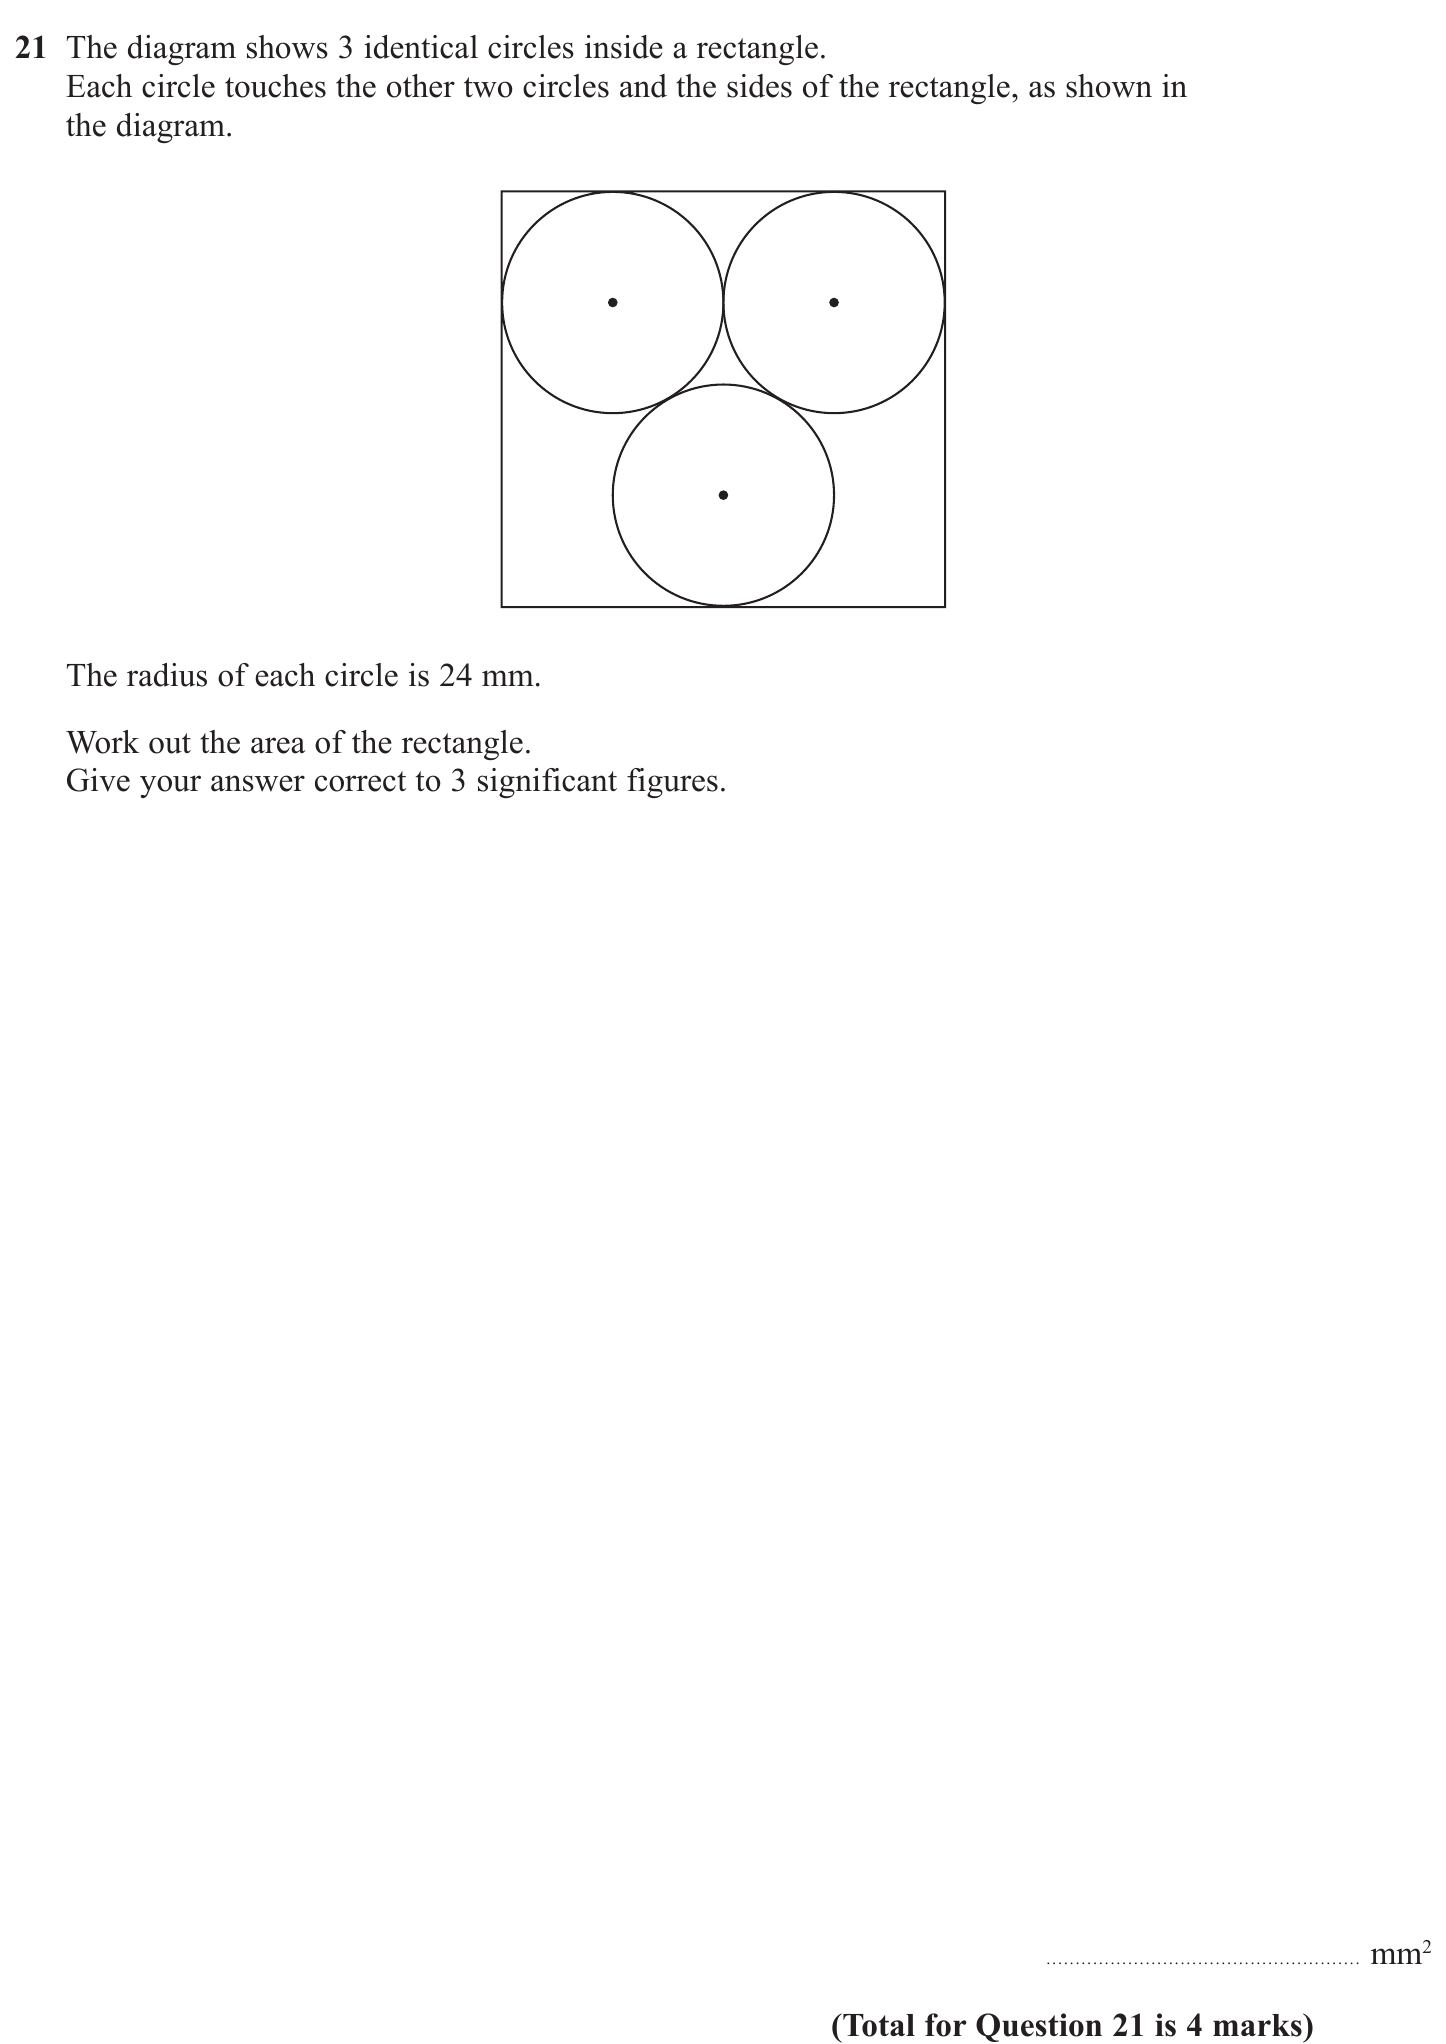 21 The diagram shows 3 identical circles inside a rectangle.
Each circle touches the other two circles and the sides of the rectangle, as shown in
the diagram.
The radius of each circle is 24 mm.
Work out the area of the rectangle.
Give your answer correct to 3 significant figures.
.................................................... mm²
(Total for Question 21 is 4 marks)